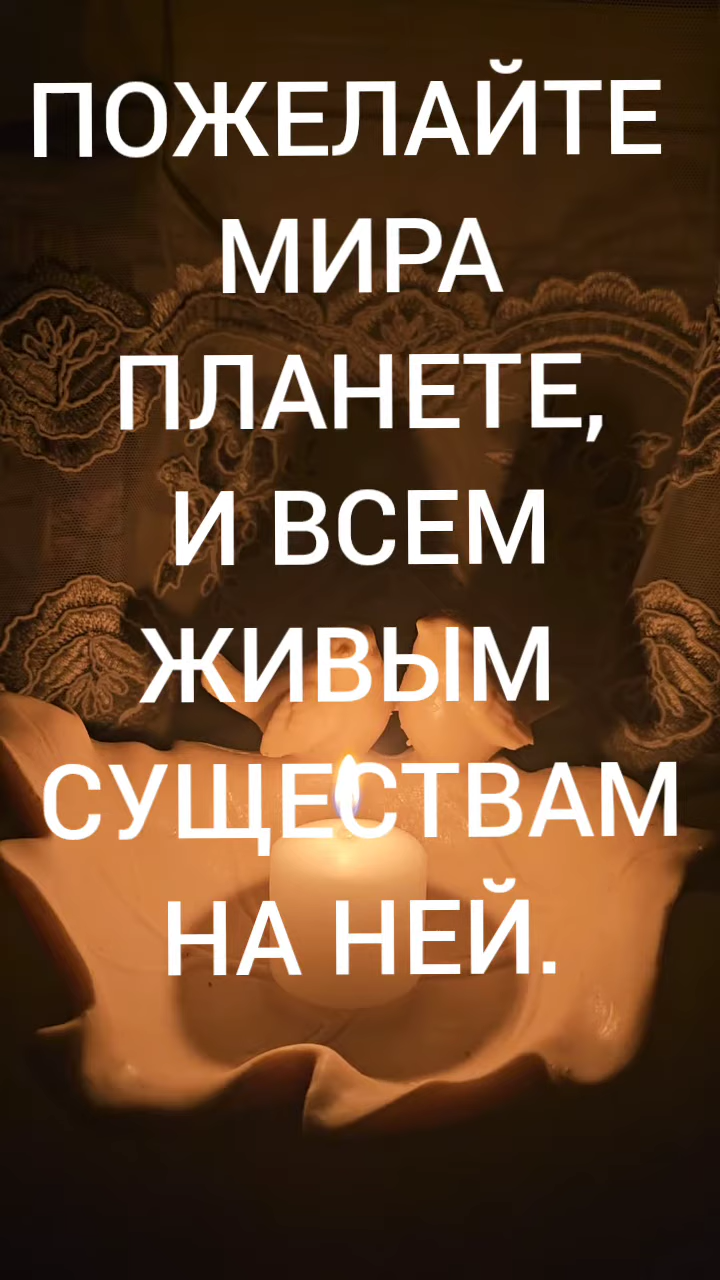 ПОЖЕЛАЙТЕ
МИРА
ПЛАНЕТЕ,
И ВСЕМ
ЖИВЫМ
СУЩЕСТВАМ
НА НЕЙ.